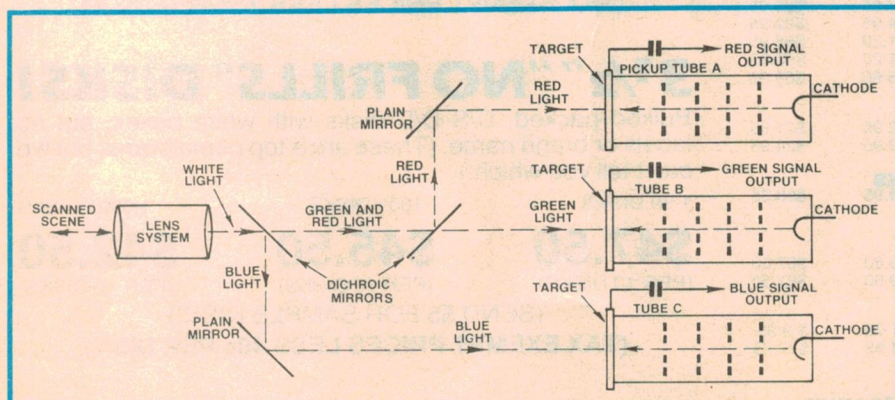 TARGET
RED SIGNAL
OUTPUT
PICKUP TUBE A
RED
LIGHT
CATHODE
PLAIN
MIRROR
WHITE
LIGHT
RED
LIGHT
TARGET
GREEN SIGNAL
OUTPUT
TUBE B
SCANNED
SCENE
LENS
SYSTEM
GREEN AND
RED LIGHT
GREEN
LIGHT
CATHODE
BLUE
LIGHT
DICHROIC
MIRRORS
TARGET
BLUE SIGNAL
OUTPUT
TUBE C
PLAIN
MIRROR
BLUE
LIGHT
CATHODE